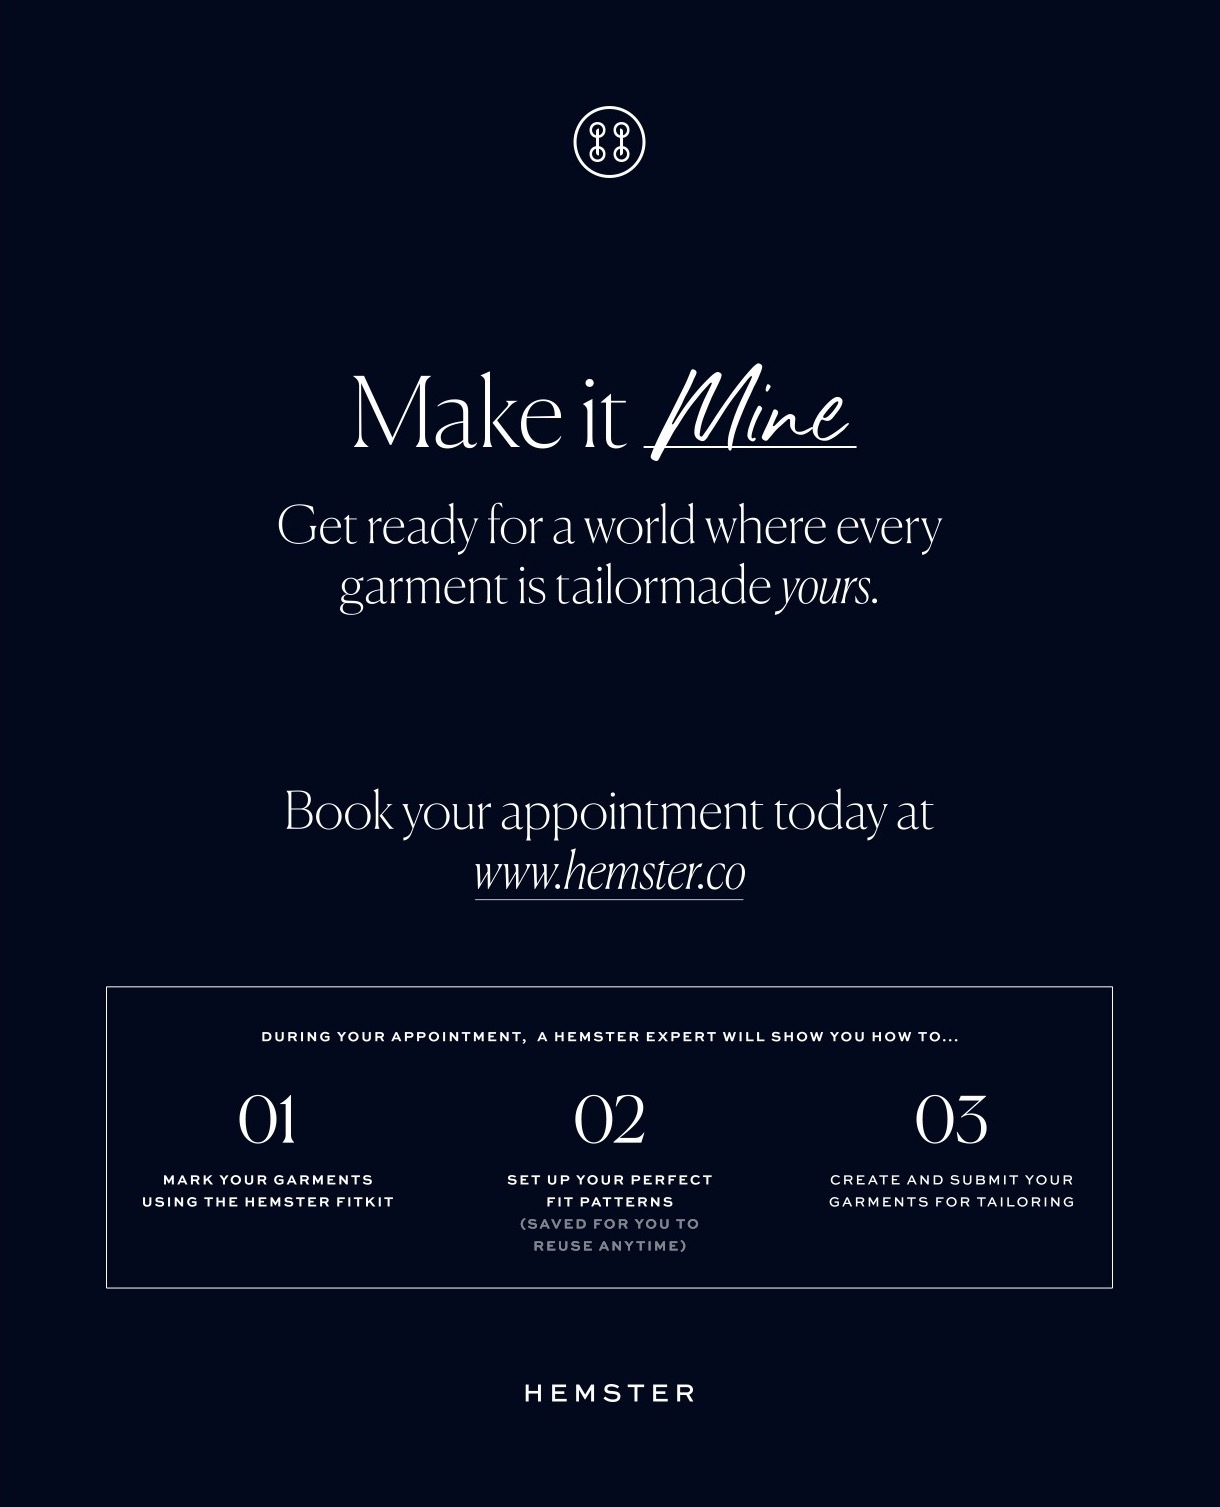 Make it Mine
Get ready for a world where every
garment is tailormade yours.
Book your appointment today at
www.hemster.co
DURING YOUR APPOINTMENT, A HEMSTER EXPERT WILL SHOW YOU HOW TO...
01
MARK YOUR GARMENTS
USING THE HEMSTER FITKIT
02
SET UP YOUR PERFECT
FIT PATTERNS
(SAVED FOR YOU TO
REUSE ANYTIME)
03
CREATE AND SUBMIT YOUR
GARMENTS FOR TAILORING
HEMSTER